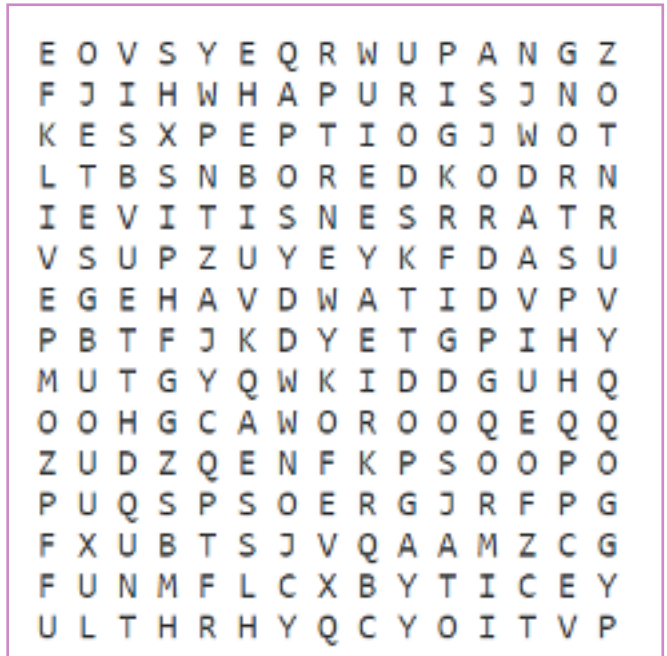 E O V S Y E Q R W U P A N G Z
F J I H W H A P U R I S J N O
K E S X P E P T I O G J W O T
L T B S N B O R E D K O D R N
I E V I T I S N E S R R A T R
V S U P Z U Y E Y K F D A S U
E G E H A V D W A T I D V P V
P B T F J K D Y E T G P I H Y
M U T G Y Q W K I D D G U H Q
O O H G C A W O R O O Q E Q Q
Z U D Z Q E N F K P S O O P O
P U Q S P S O E R G J R F P G
F X U B T S J V Q A A M Z C G
F U N M F L C X B Y T I C E Y
U L T H R H Y Q C Y O I T V P